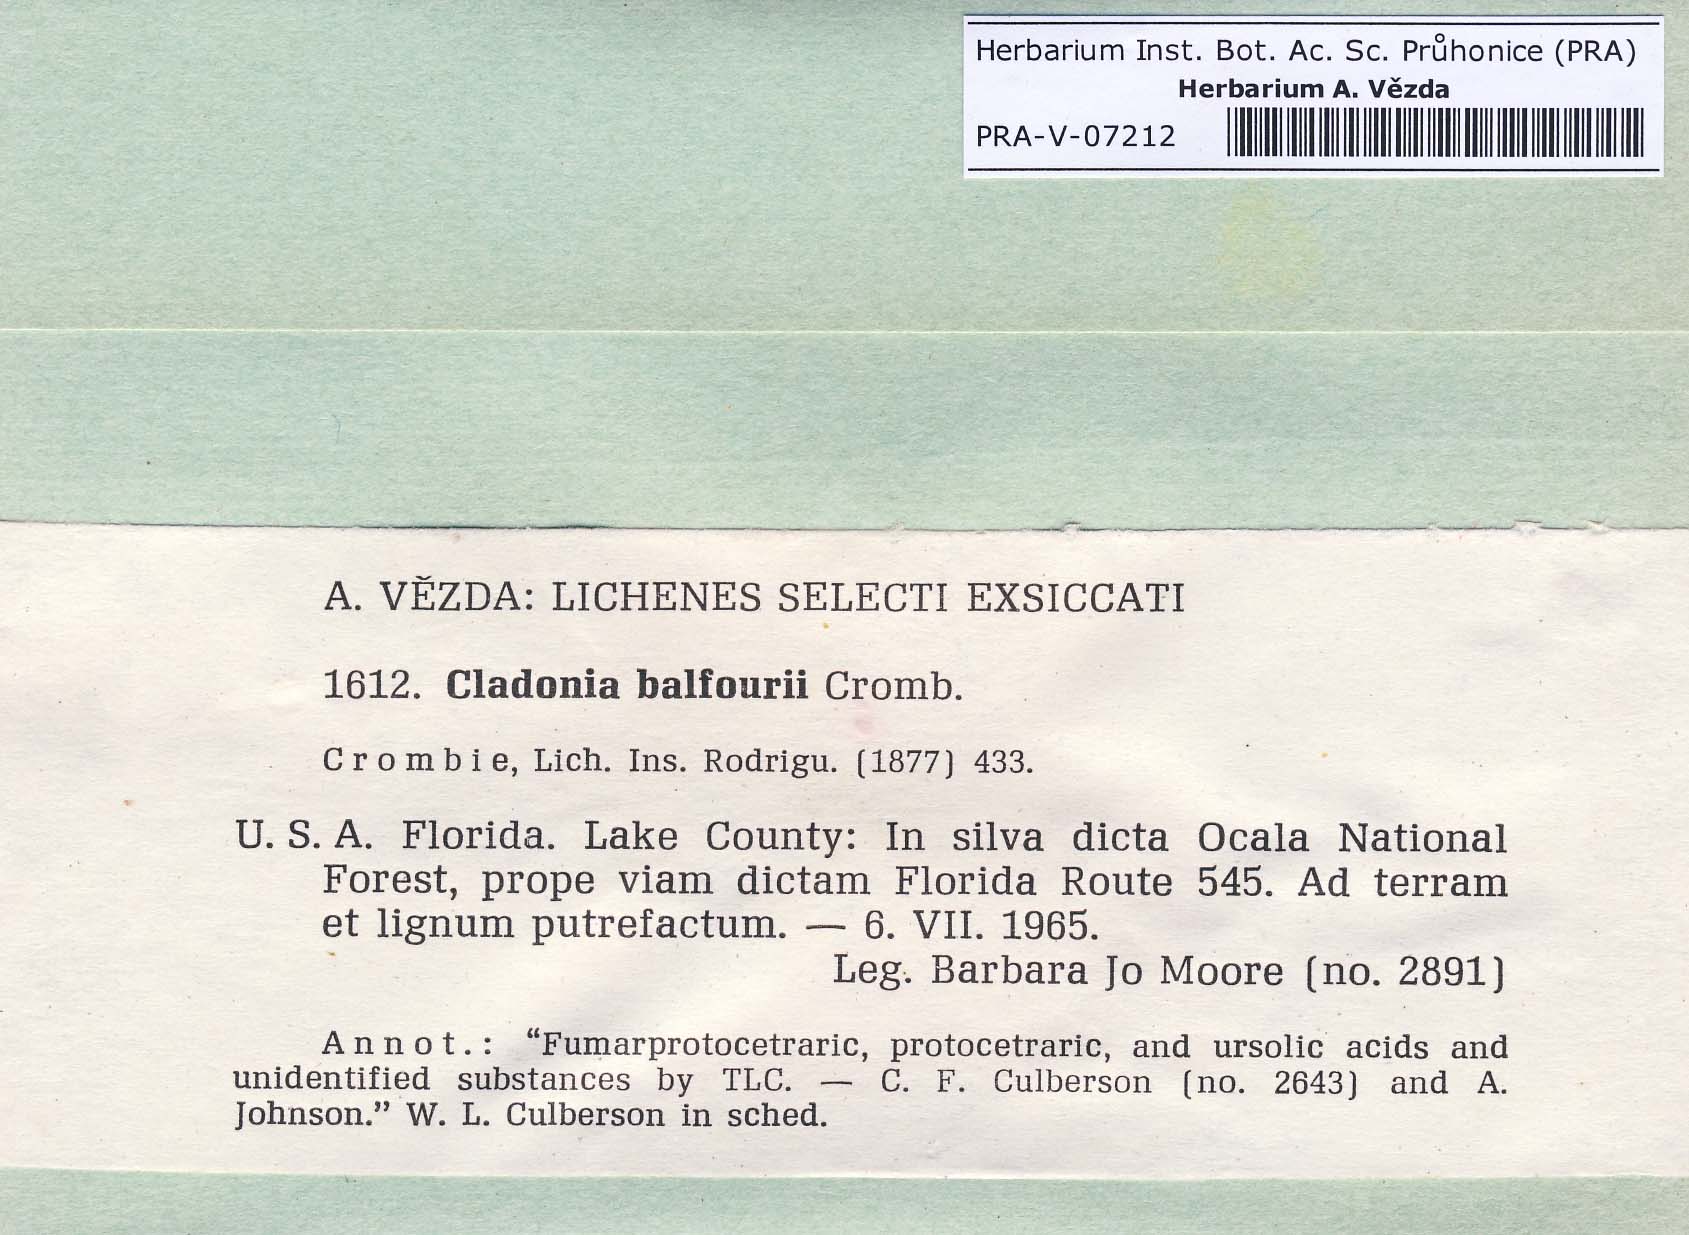 Herbarium Inst. Bot. Ac. Sc. Průhonice (PRA)
Herbarium A. Vězda
PRA-V-07212
A. VĚZDA: LICHENES SELECTI EXSICCATI
1612. Cladonia balfourii Cromb.
Crombie, Lich. Ins. Rodrigu. (1877) 433.
U. S. A. Florida. Lake County: In silva dicta Ocala National
Forest, prope viam dictam Florida Route 545. Ad terram
et lignum putrefactum. — 6. VII. 1965.
Leg. Barbara Jo Moore (no. 2891)
Annot.: “Fumarprotocetraric, protocetraric, and ursolic acids and
unidentified substances by TLC. — C. F. Culberson (no. 2643) and A.
Johnson.” W. L. Culberson in sched.